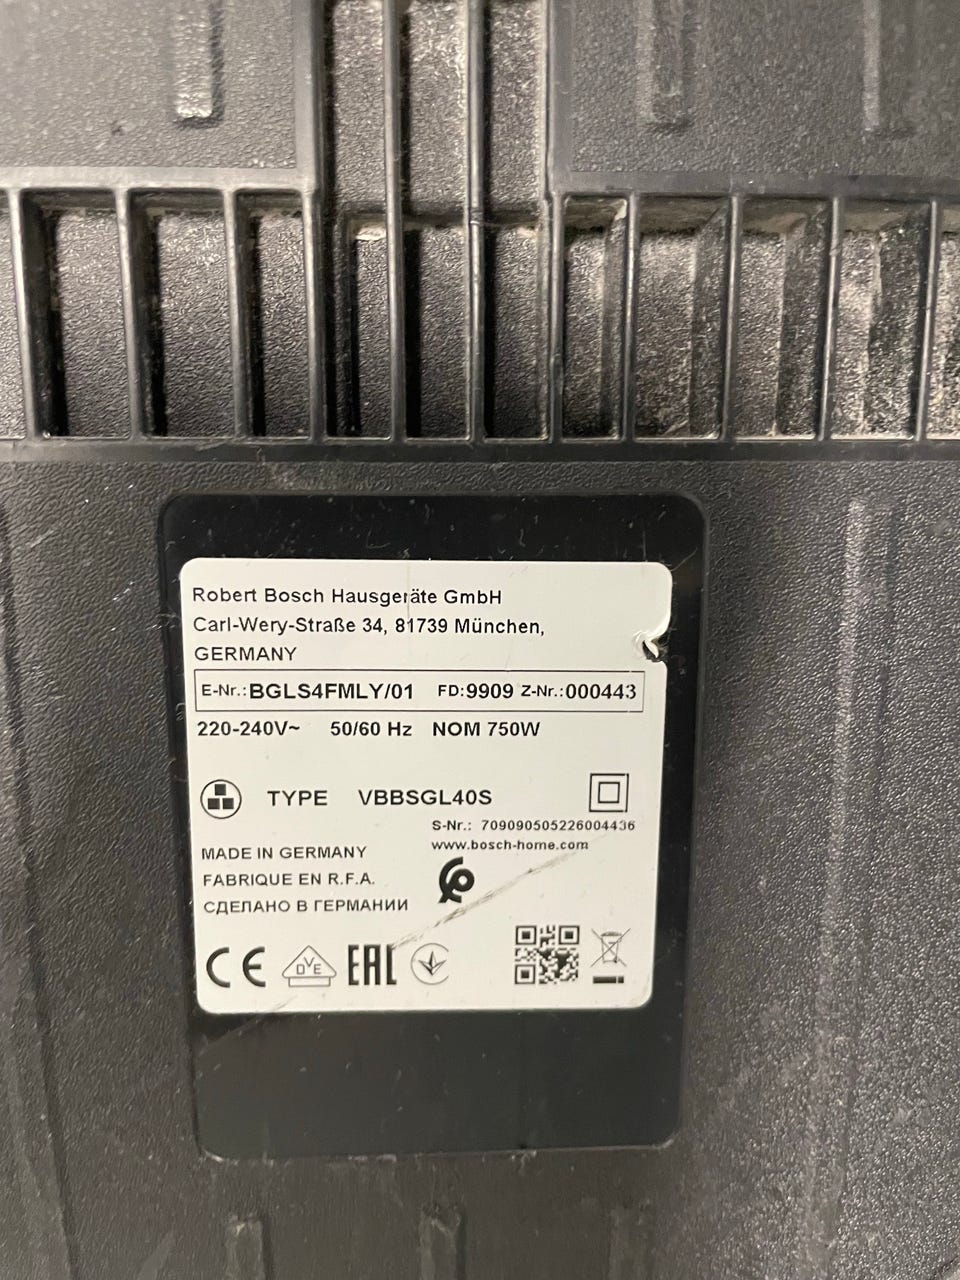 Robert Bosch Hausgeräte GmbH
Carl-Wery-Straße 34, 81739 München,
GERMANY
E-Nr.: BGLS4FMLY/01 FD: 9909 Z-Nr.: 000443
220-240V~ 50/60 Hz NOM 750W
TYPE VBBSGL40S
S-Nr.: 709090505226004436
www.bosch-home.com
MADE IN GERMANY
FABRIQUE EN R.F.A.
СДЕЛАНО В ГЕРМАНИИ
CE DVE EAC